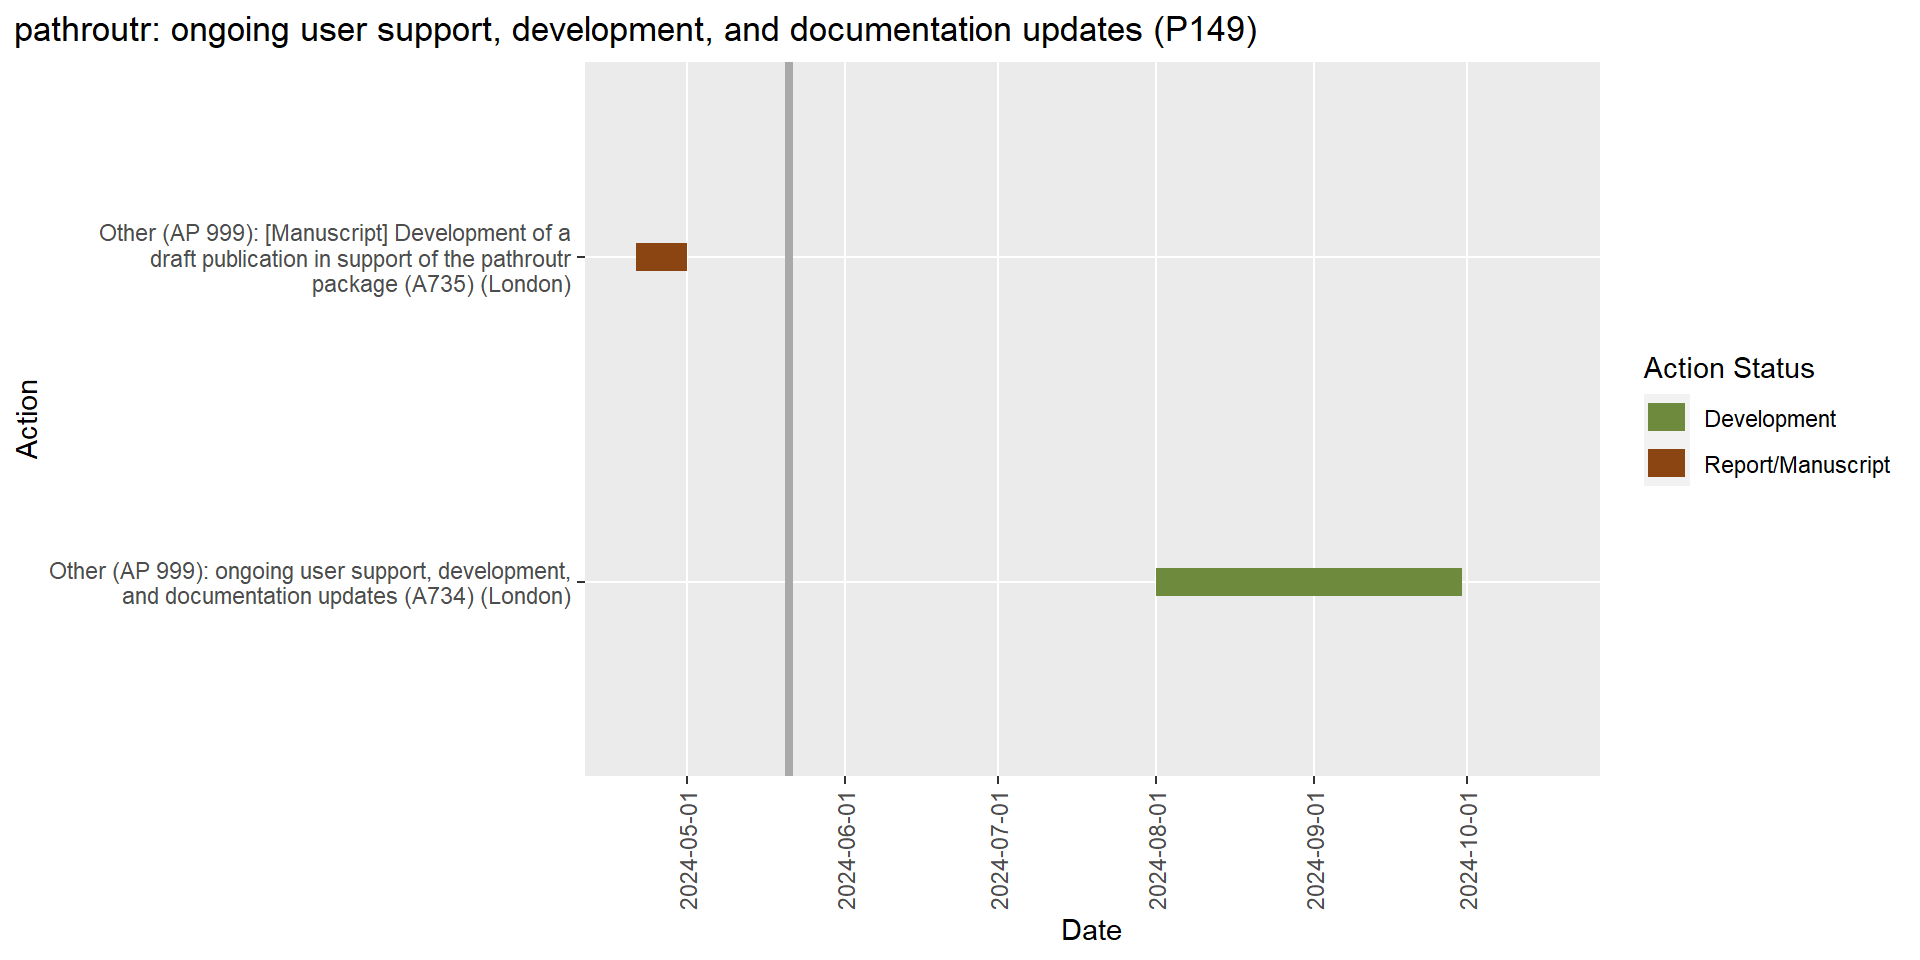 pathroutr: ongoing user support, development, and documentation updates (P149)
Other (AP 999): [Manuscript] Development of a
draft publication in support of the pathroutr
package (A735) (London)
Action
Other (AP 999): ongoing user support, development,
and documentation updates (A734) (London)
Action Status
Development
Report/Manuscript
2024-05-01
2024-06-01
2024-07-01
2024-08-01
2024-09-01
2024-10-01
Date